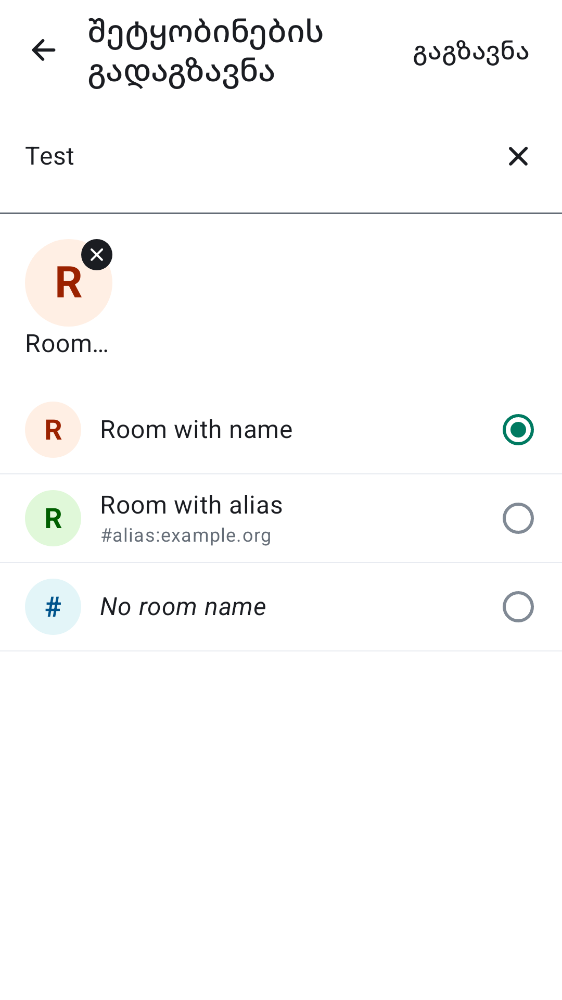 შეტყობინების
გადაგზავნა
გაგზავნა
Test
R
Room…
R
Room with name
R
Room with alias
#alias:example.org
#
No room name